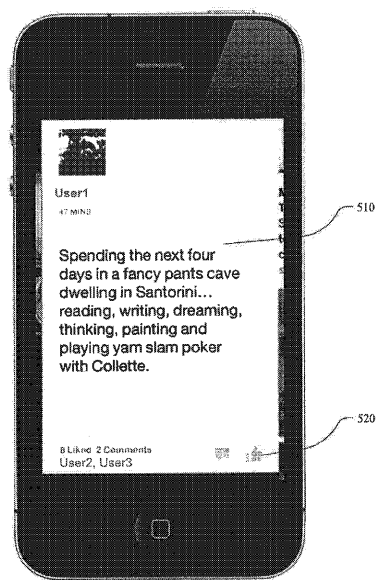 User1
47 MINS
510
Spending the next four
days in a fancy pants cave
dwelling in Santorini...
reading, writing, dreaming,
thinking, painting and
playing yam slam poker
with Collette.
8 Liked 2 Comments
User2, User3
520